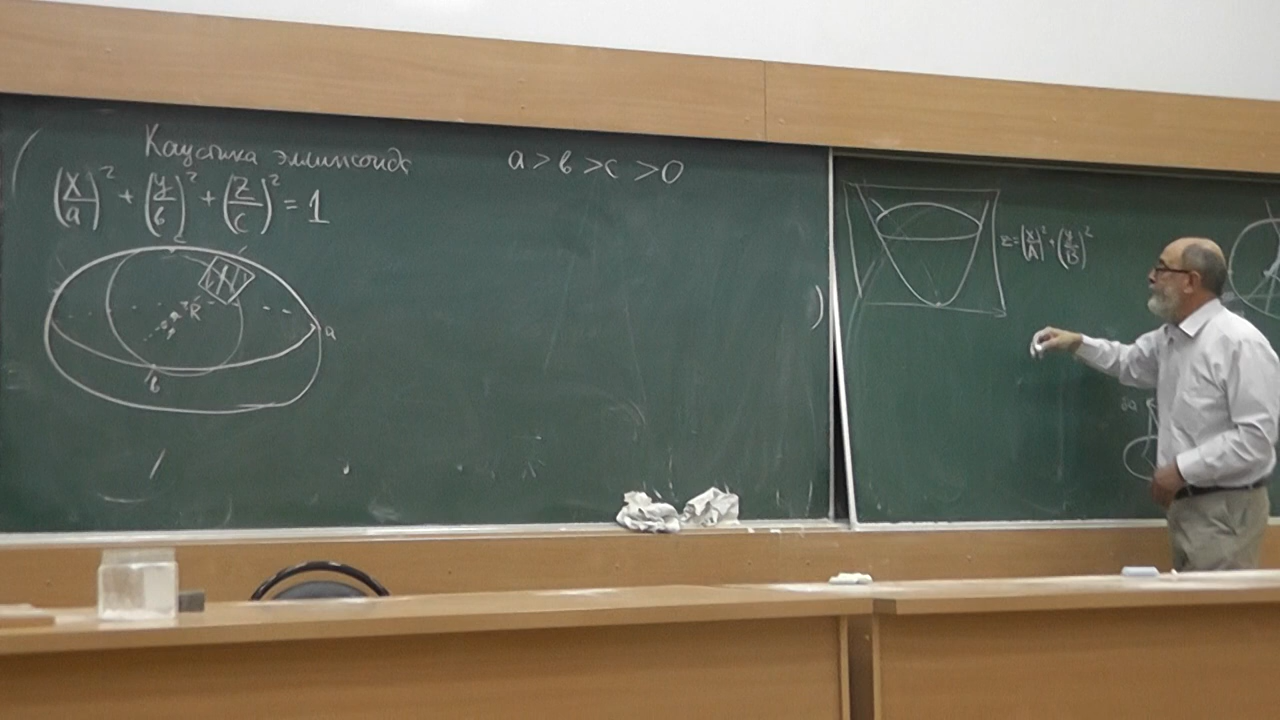 Каустика эллипсоида
a > b > c > 0
(x/a)² + (y/b)² + (z/c)² = 1
c
R
a
b
z = (x/A)² + (y/B)²